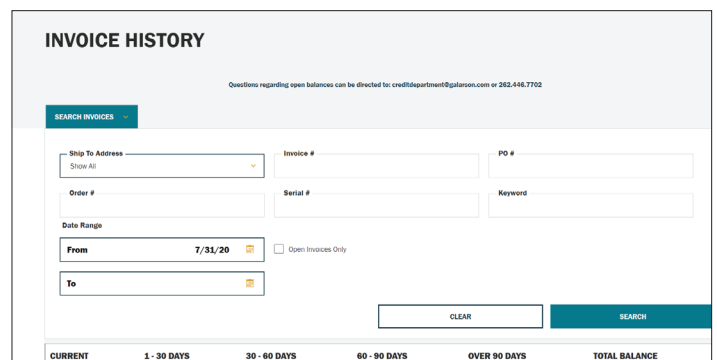 INVOICE HISTORY
Questions regarding open balances can be directed to: creditdepartment@galarson.com or 262.446.7702
SEARCH INVOICES
Ship To Address Invoice # PO #
Show All
Order # Serial # Keyword
Date Range
From 7/31/20 Open Invoices Only
To
CLEAR SEARCH
CURRENT 1 - 30 DAYS 30 - 60 DAYS 60 - 90 DAYS OVER 90 DAYS TOTAL BALANCE